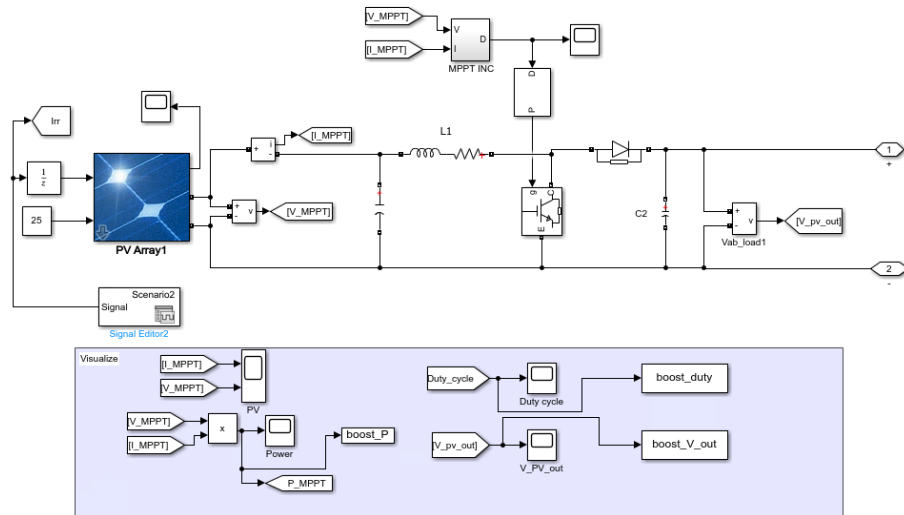 [V_MPPT]
[I_MPPT]
V
I
D
MPPT INC
D
P
Irr
[I_MPPT]
i
+
-
L1
+
1
z
25
PV Array1
+
-
v
[V_MPPT]
+
g
C
E
C2
+
+
-
v
Vab_load1
[V_pv_out]
1
+
2
-
Scenario2
Signal
Signal Editor2
Visualize
[I_MPPT]
[V_MPPT]
PV
[V_MPPT]
[I_MPPT]
x
Power
boost_P
P_MPPT
Duty_cycle
Duty cycle
boost_duty
[V_pv_out]
V_PV_out
boost_V_out